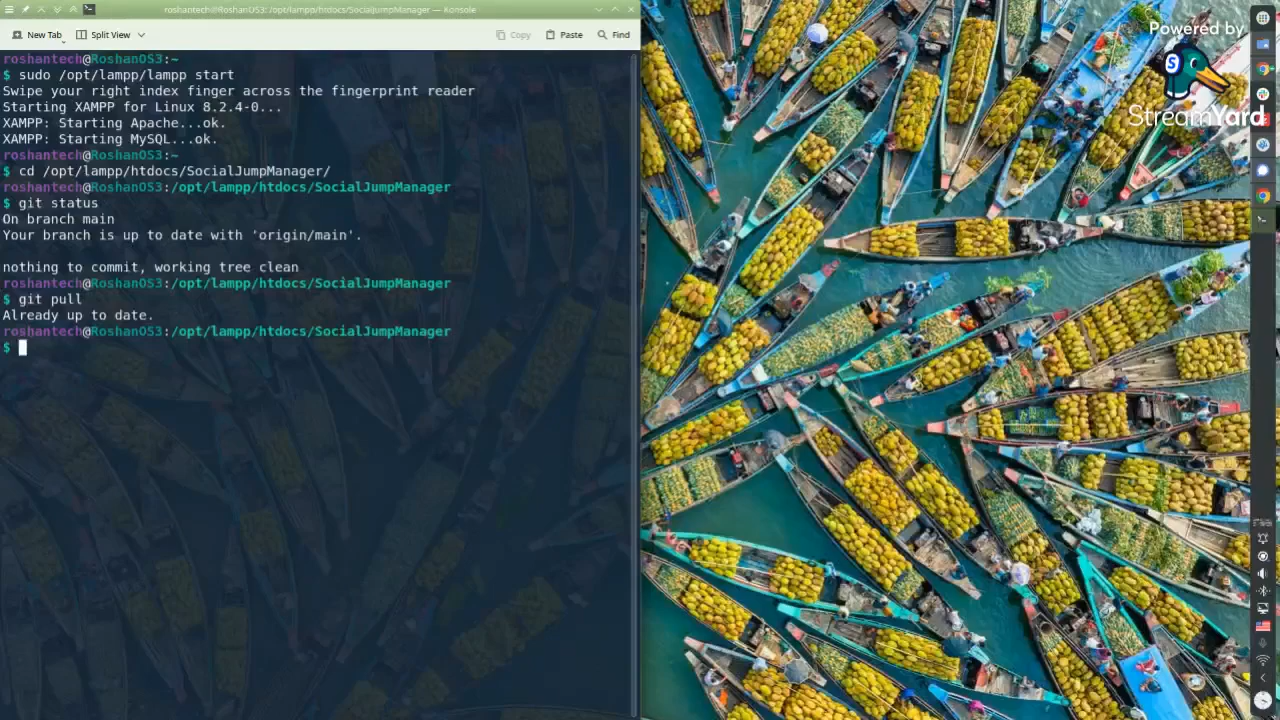 roshantech@RoshanOS3:/opt/lampp/htdocs/SocialJumpManager — Konsole
New Tab
Split View
Copy
Paste
Find
roshantech@RoshanOS3:~
$ sudo /opt/lampp/lampp start
Swipe your right index finger across the fingerprint reader
Starting XAMPP for Linux 8.2.4-0...
XAMPP: Starting Apache...ok.
XAMPP: Starting MySQL...ok.
roshantech@RoshanOS3:~
$ cd /opt/lampp/htdocs/SocialJumpManager/
roshantech@RoshanOS3:/opt/lampp/htdocs/SocialJumpManager
$ git status
On branch main
Your branch is up to date with 'origin/main'.
nothing to commit, working tree clean
roshantech@RoshanOS3:/opt/lampp/htdocs/SocialJumpManager
$ git pull
Already up to date.
roshantech@RoshanOS3:/opt/lampp/htdocs/SocialJumpManager
$
Powered by
S
StreamYard